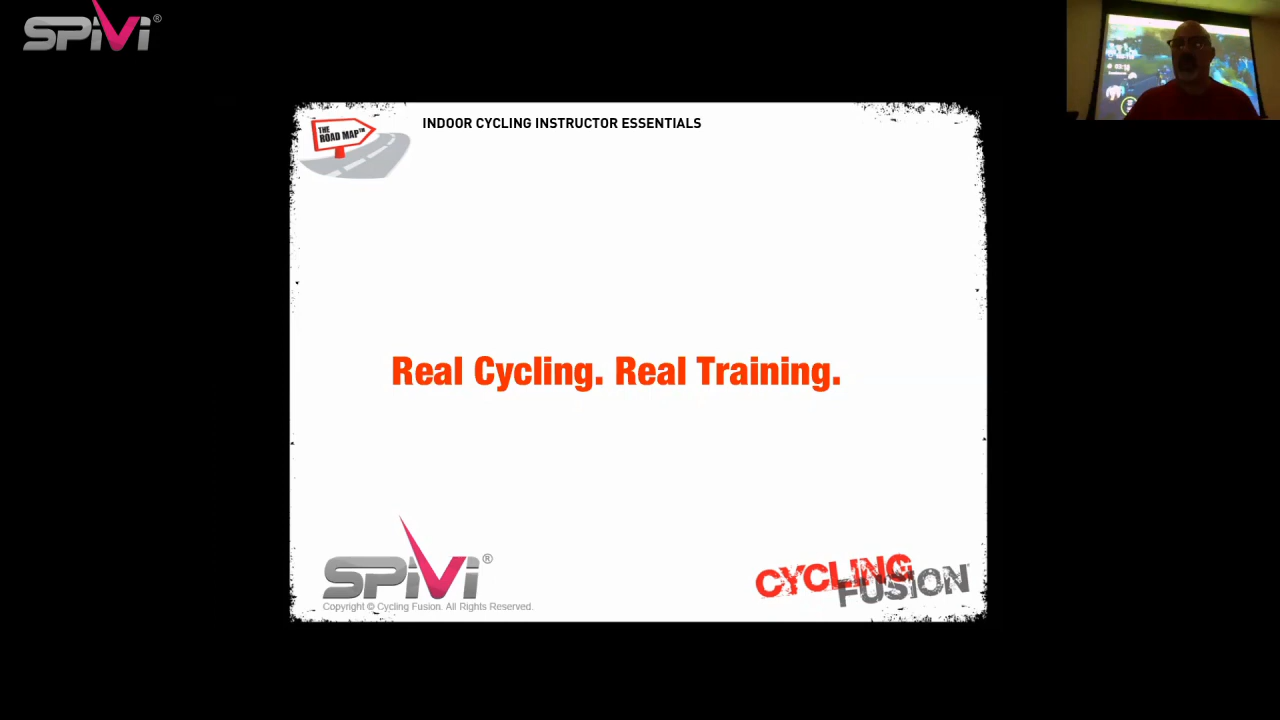 SPiVi®
THE
ROAD MAP™
INDOOR CYCLING INSTRUCTOR ESSENTIALS
Real Cycling. Real Training.
SPiVi®
Copyright © Cycling Fusion. All Rights Reserved.
CYCLING
FUSION